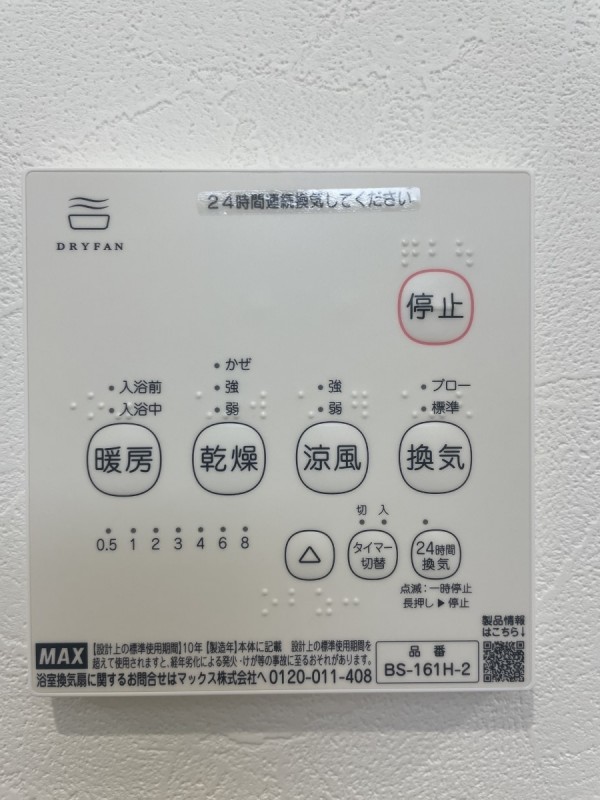 24時間連続換気してください
DRYFAN
停止
かぜ
入浴前
強
強
ブロー
入浴中
弱
弱
標準
暖房
乾燥
涼風
換気
切 入
0.5 1 2 3 4 6 8
△
タイマー
切替
24時間
換気
点滅:一時停止
長押し▶停止
製品情報
はこちら↓
MAX
【設計上の標準使用期間】10年 【製造年】本体に記載 設計上の標準使用期間を
超えて使用されますと、経年劣化による発火・けが等の事故に至るおそれがあります。
浴室換気扇に関するお問合せはマックス株式会社へ 0120-011-408
品番
BS-161H-2